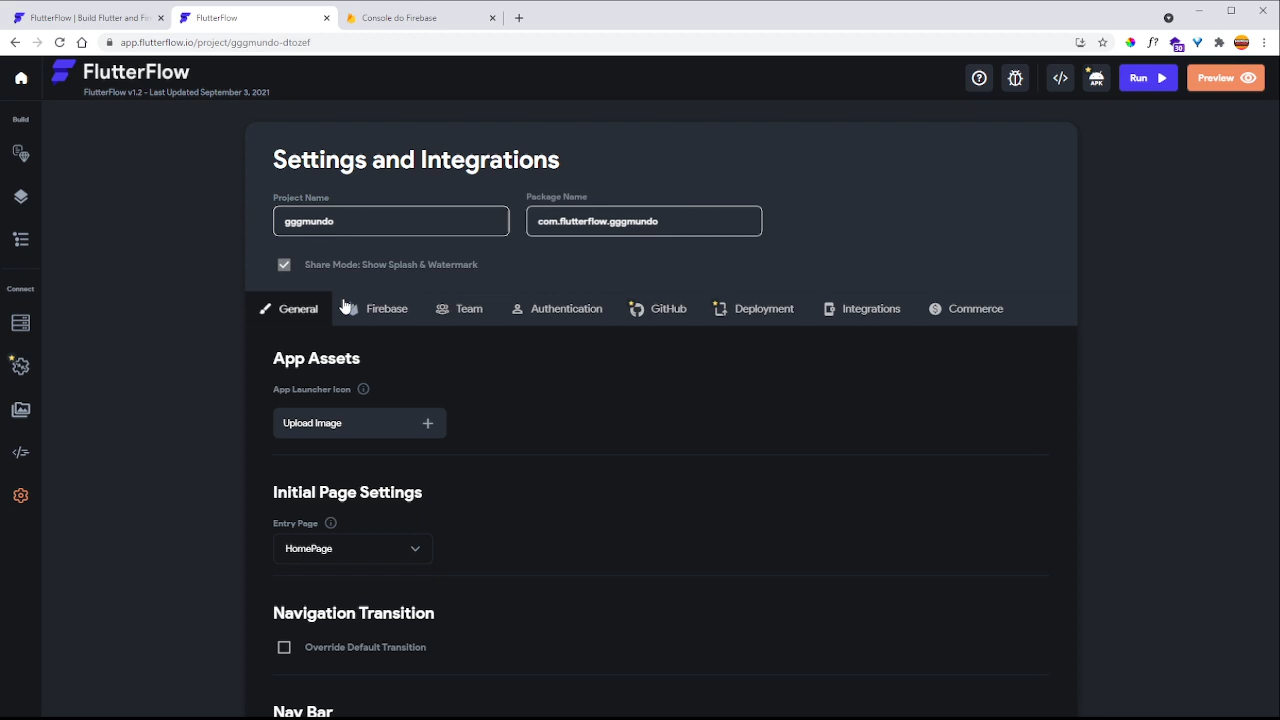 FlutterFlow | Build Flutter and Fir
FlutterFlow
Console do Firebase
app.flutterflow.io/project/gggmundo-dtozef
30
FlutterFlow
FlutterFlow v1.2 - Last Updated September 3, 2021
APK
Run
Preview
Build
Connect
Settings and Integrations
Project Name
Package Name
gggmundo
com.flutterflow.gggmundo
Share Mode: Show Splash & Watermark
General
Firebase
Team
Authentication
GitHub
Deployment
Integrations
Commerce
App Assets
App Launcher Icon
Upload Image
Initial Page Settings
Entry Page
HomePage
Navigation Transition
Override Default Transition
Nav Bar